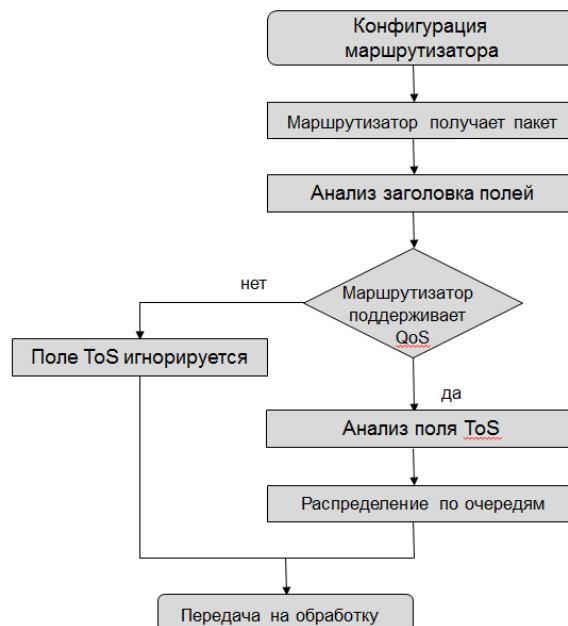 Конфигурация
маршрутизатора
Маршрутизатор получает пакет
Анализ заголовка полей
нет
Маршрутизатор
поддерживает
QoS
Поле ToS игнорируется
да
Анализ поля ToS
Распределение по очередям
Передача на обработку